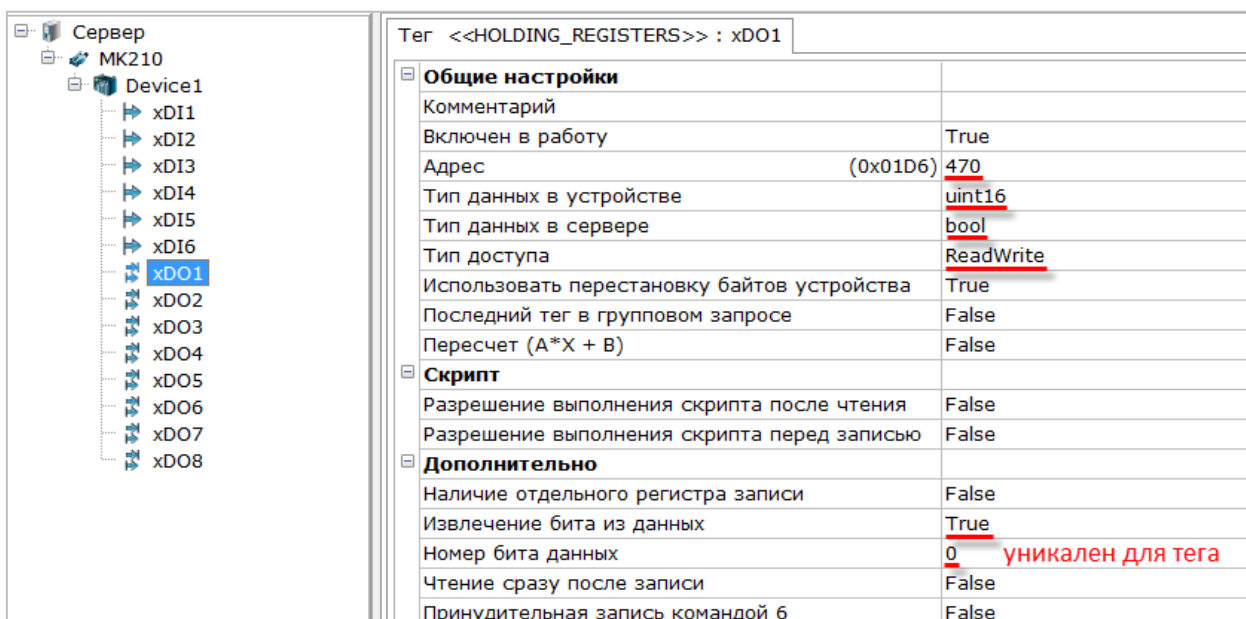 Сервер
MK210
Device1
xDI1
xDI2
xDI3
xDI4
xDI5
xDI6
xDO1
xDO2
xDO3
xDO4
xDO5
xDO6
xDO7
xDO8
Тег <<HOLDING_REGISTERS>> : xDO1
Общие настройки
Комментарий
Включен в работу True
Адрес (0x01D6) 470
Тип данных в устройстве uint16
Тип данных в сервере bool
Тип доступа ReadWrite
Использовать перестановку байтов устройства True
Последний тег в групповом запросе False
Пересчет (A*X + B) False
Скрипт
Разрешение выполнения скрипта после чтения False
Разрешение выполнения скрипта перед записью False
Дополнительно
Наличие отдельного регистра записи False
Извлечение бита из данных True
Номер бита данных 0 уникален для тега
Чтение сразу после записи False
Принудительная запись командой 6 False